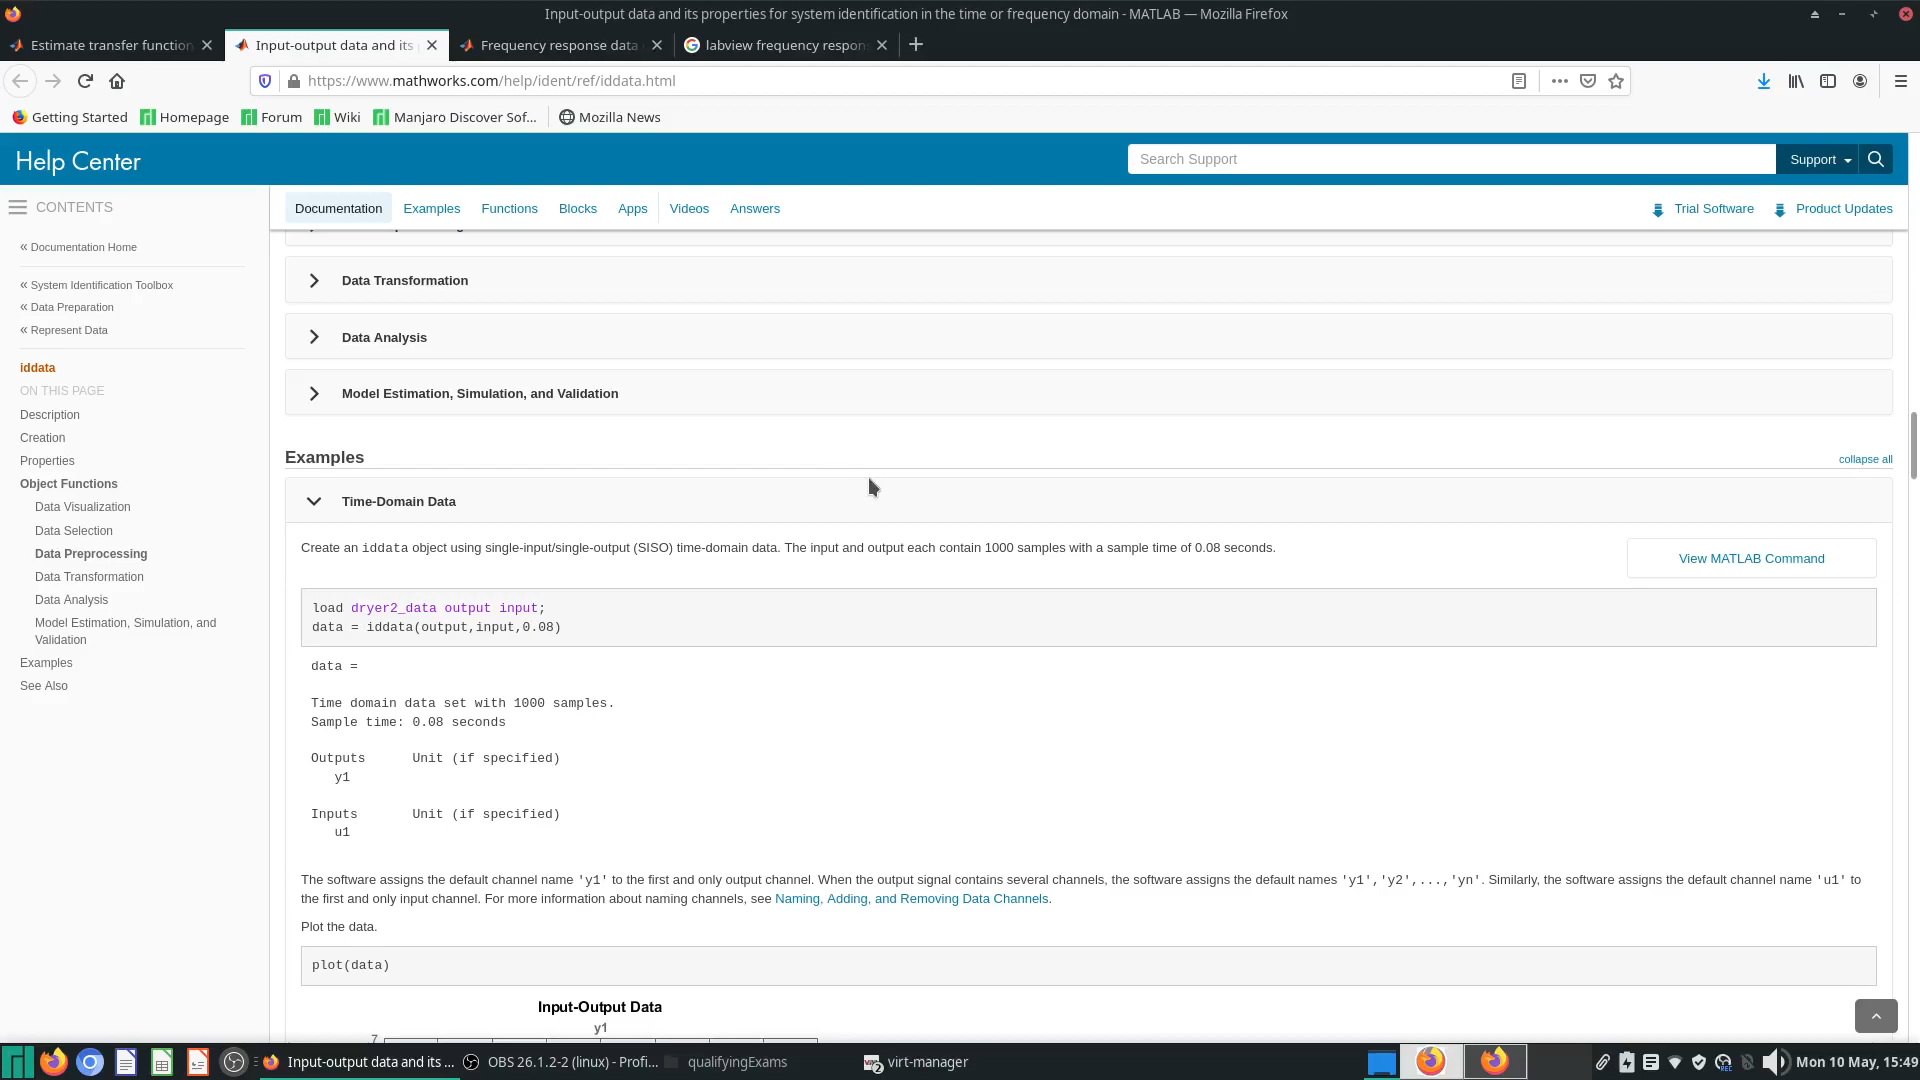 Input-output data and its properties for system identification in the time or frequency domain - MATLAB — Mozilla Firefox
Estimate transfer function
Input-output data and its
Frequency response data
labview frequency respon
https://www.mathworks.com/help/ident/ref/iddata.html
Getting Started
Homepage
Forum
Wiki
Manjaro Discover Sof...
Mozilla News
Help Center
Search Support
Support
CONTENTS
Documentation
Examples
Functions
Blocks
Apps
Videos
Answers
Trial Software
Product Updates
« Documentation Home
« System Identification Toolbox
« Data Preparation
« Represent Data
iddata
ON THIS PAGE
Description
Creation
Properties
Object Functions
Data Visualization
Data Selection
Data Preprocessing
Data Transformation
Data Analysis
Model Estimation, Simulation, and
Validation
Examples
See Also
Data Transformation
Data Analysis
Model Estimation, Simulation, and Validation
Examples
collapse all
Time-Domain Data
Create an iddata object using single-input/single-output (SISO) time-domain data. The input and output each contain 1000 samples with a sample time of 0.08 seconds.
View MATLAB Command
load dryer2_data output input;
data = iddata(output,input,0.08)
data =
Time domain data set with 1000 samples.
Sample time: 0.08 seconds
Outputs Unit (if specified)
y1
Inputs Unit (if specified)
u1
The software assigns the default channel name 'y1' to the first and only output channel. When the output signal contains several channels, the software assigns the default names 'y1','y2',...,'yn'. Similarly, the software assigns the default channel name 'u1' to
the first and only input channel. For more information about naming channels, see Naming, Adding, and Removing Data Channels.
Plot the data.
plot(data)
Input-Output Data
y1
7
Input-output data and its ...
OBS 26.1.2-2 (linux) - Profi...
qualifyingExams
2
virt-manager
REC
Mon 10 May, 15:49